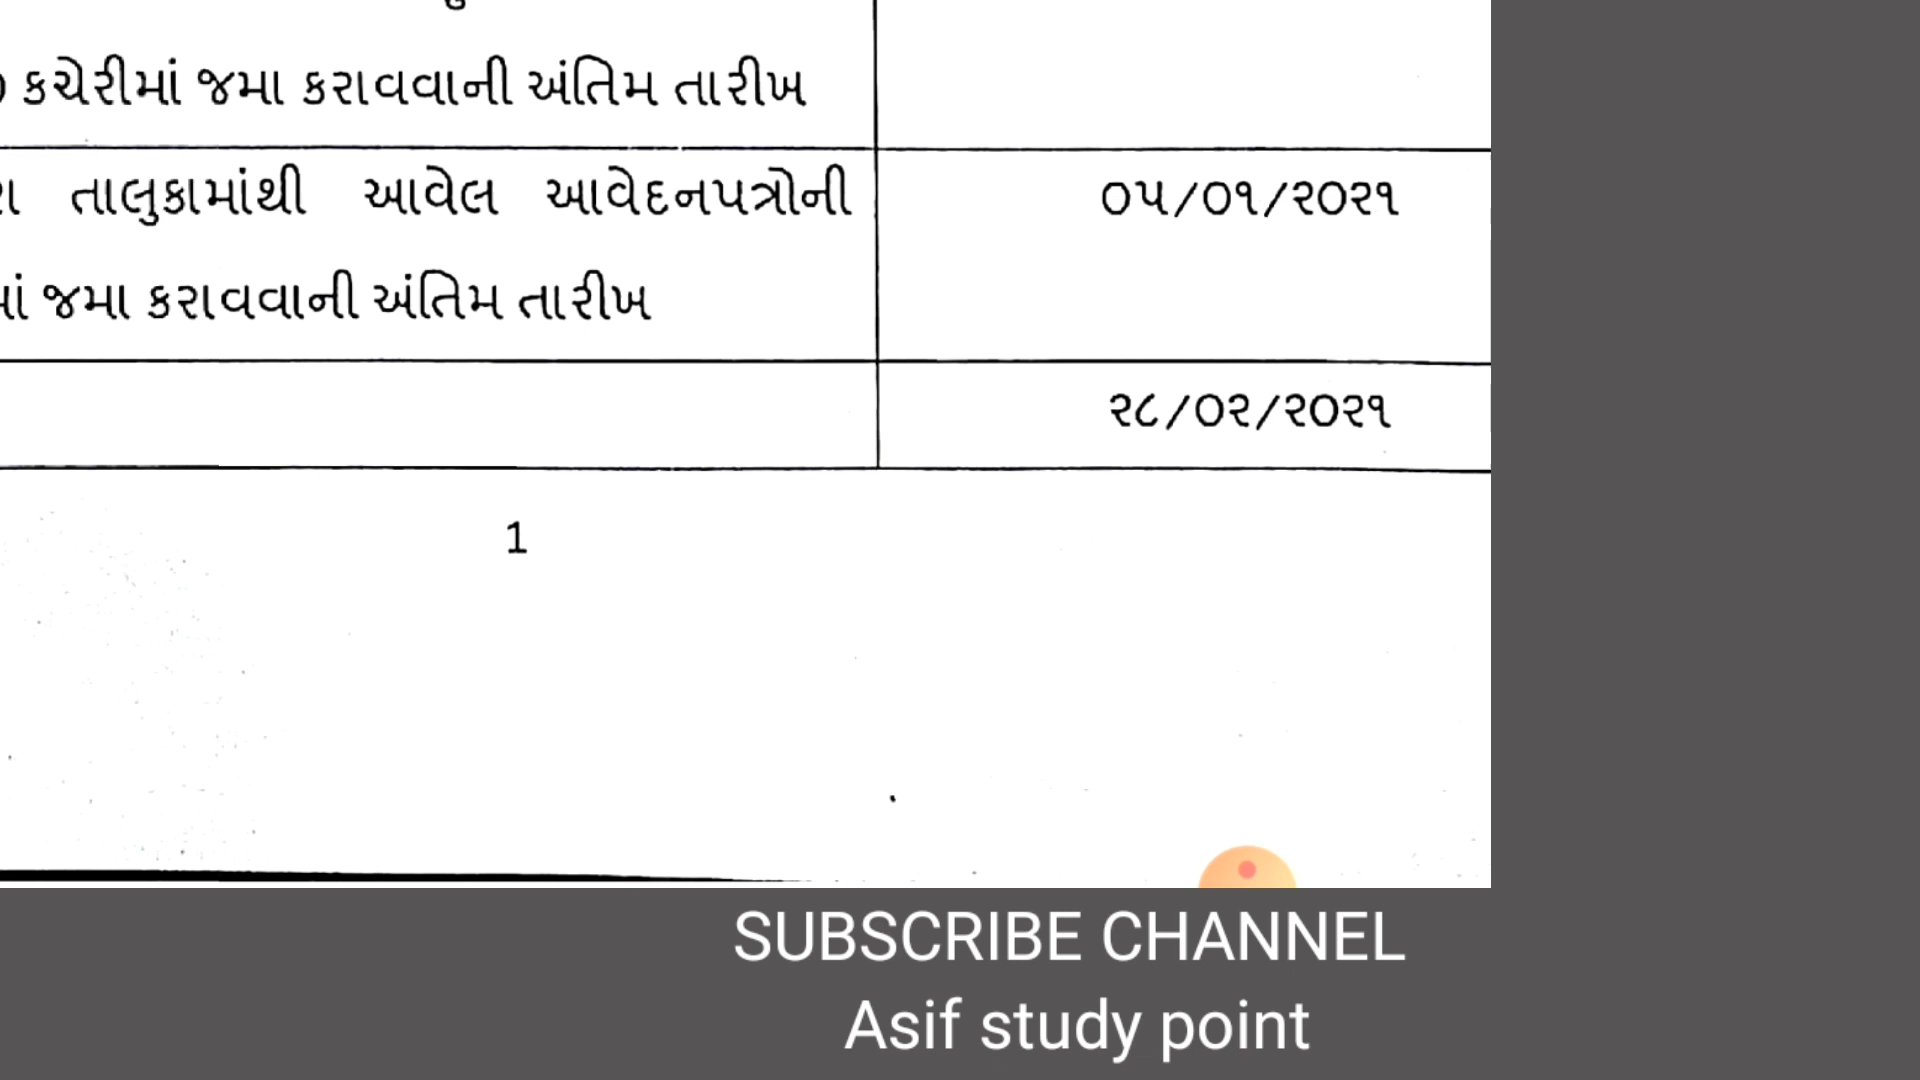 કચેરીમાં જમા કરાવવાની અંતિમ તારીખ
તાલુકામાંથી આવેલ આવેદનપત્રોની ૦૫/૦૧/૨૦૨૧
જમા કરાવવાની અંતિમ તારીખ
૨૮/૦૨/૨૦૨૧
1
SUBSCRIBE CHANNEL
Asif study point